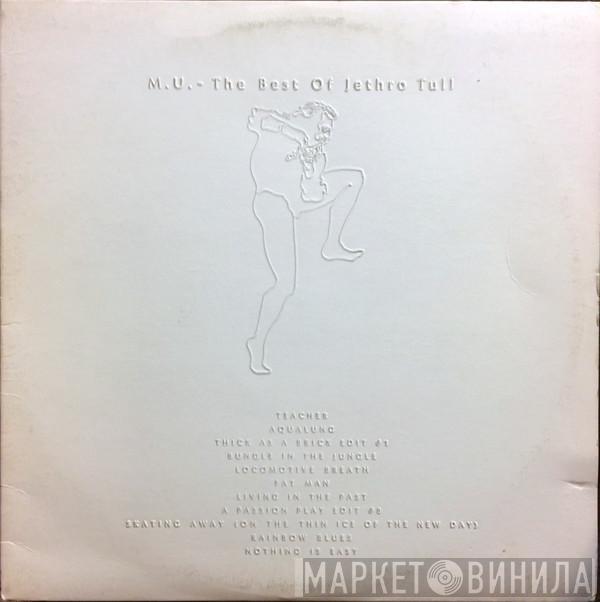 M.U. - The Best Of Jethro Tull
TEACHER
AQUALUNG
THICK AS A BRICK EDIT #1
BUNGLE IN THE JUNGLE
LOCOMOTIVE BREATH
FAT MAN
LIVING IN THE PAST
A PASSION PLAY EDIT #8
SKATING AWAY (ON THE THIN ICE OF THE NEW DAY)
RAINBOW BLUES
NOTHING IS EASY
МАРКЕТ ВИНИЛА